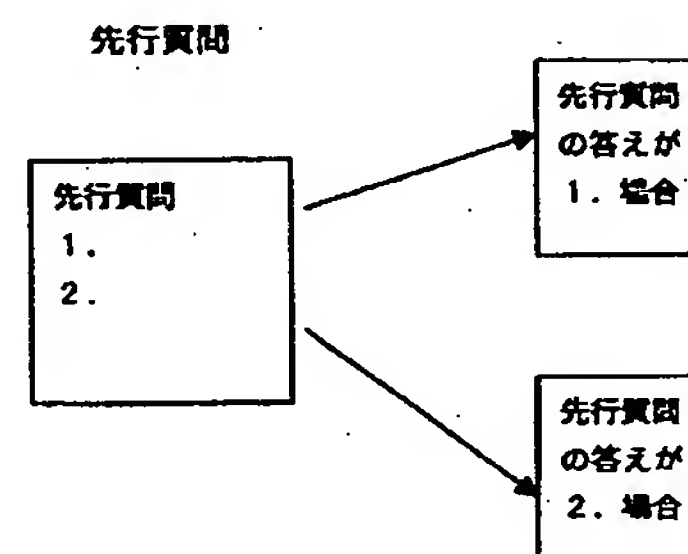 先行質問
先行質問
1.
2.
先行質問
の答えが
1. 場合
先行質問
の答えが
2. 場合